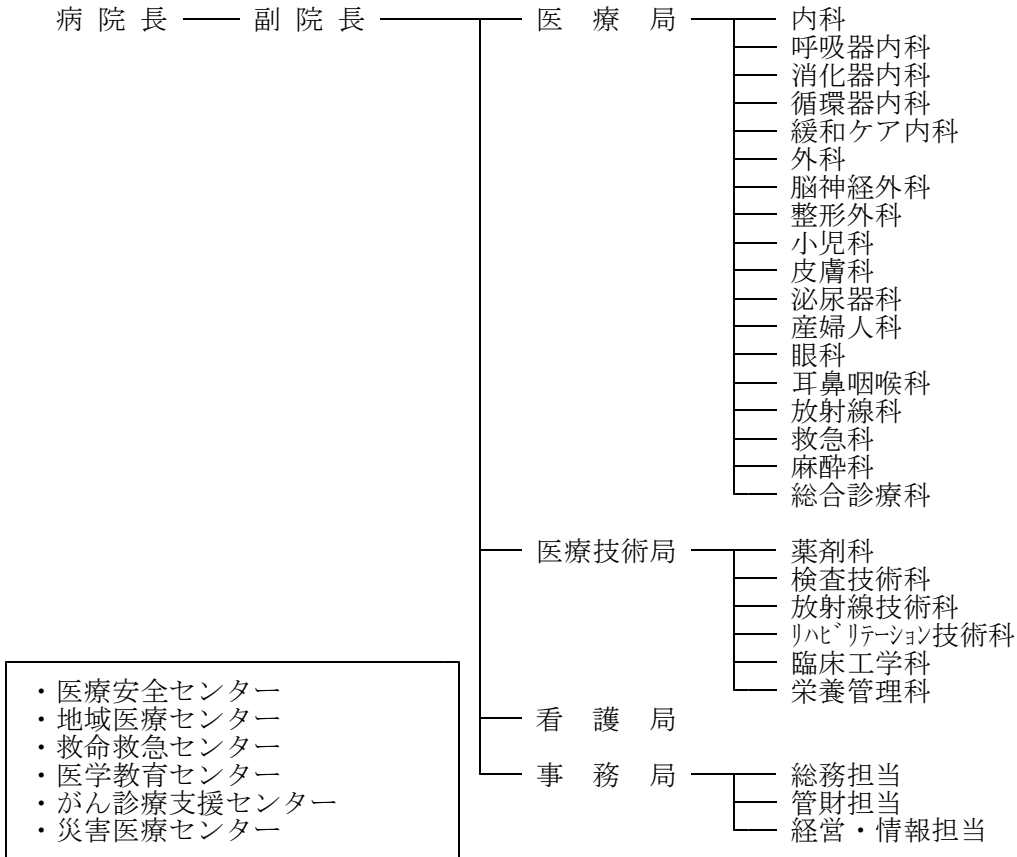 病院長 副院長 医療局 内科
呼吸器内科
消化器内科
循環器内科
緩和ケア内科
外科
脳神経外科
整形外科
小児科
皮膚科
泌尿器科
産婦人科
眼科
耳鼻咽喉科
放射線科
救急科
麻酔科
総合診療科
医療技術局 薬剤科
検査技術科
放射線技術科
ﾘﾊﾋﾞﾘﾃｰｼｮﾝ技術科
臨床工学科
栄養管理科
看護局
事務局 総務担当
管財担当
経営・情報担当
・医療安全センター
・地域医療センター
・救命救急センター
・医学教育センター
・がん診療支援センター
・災害医療センター